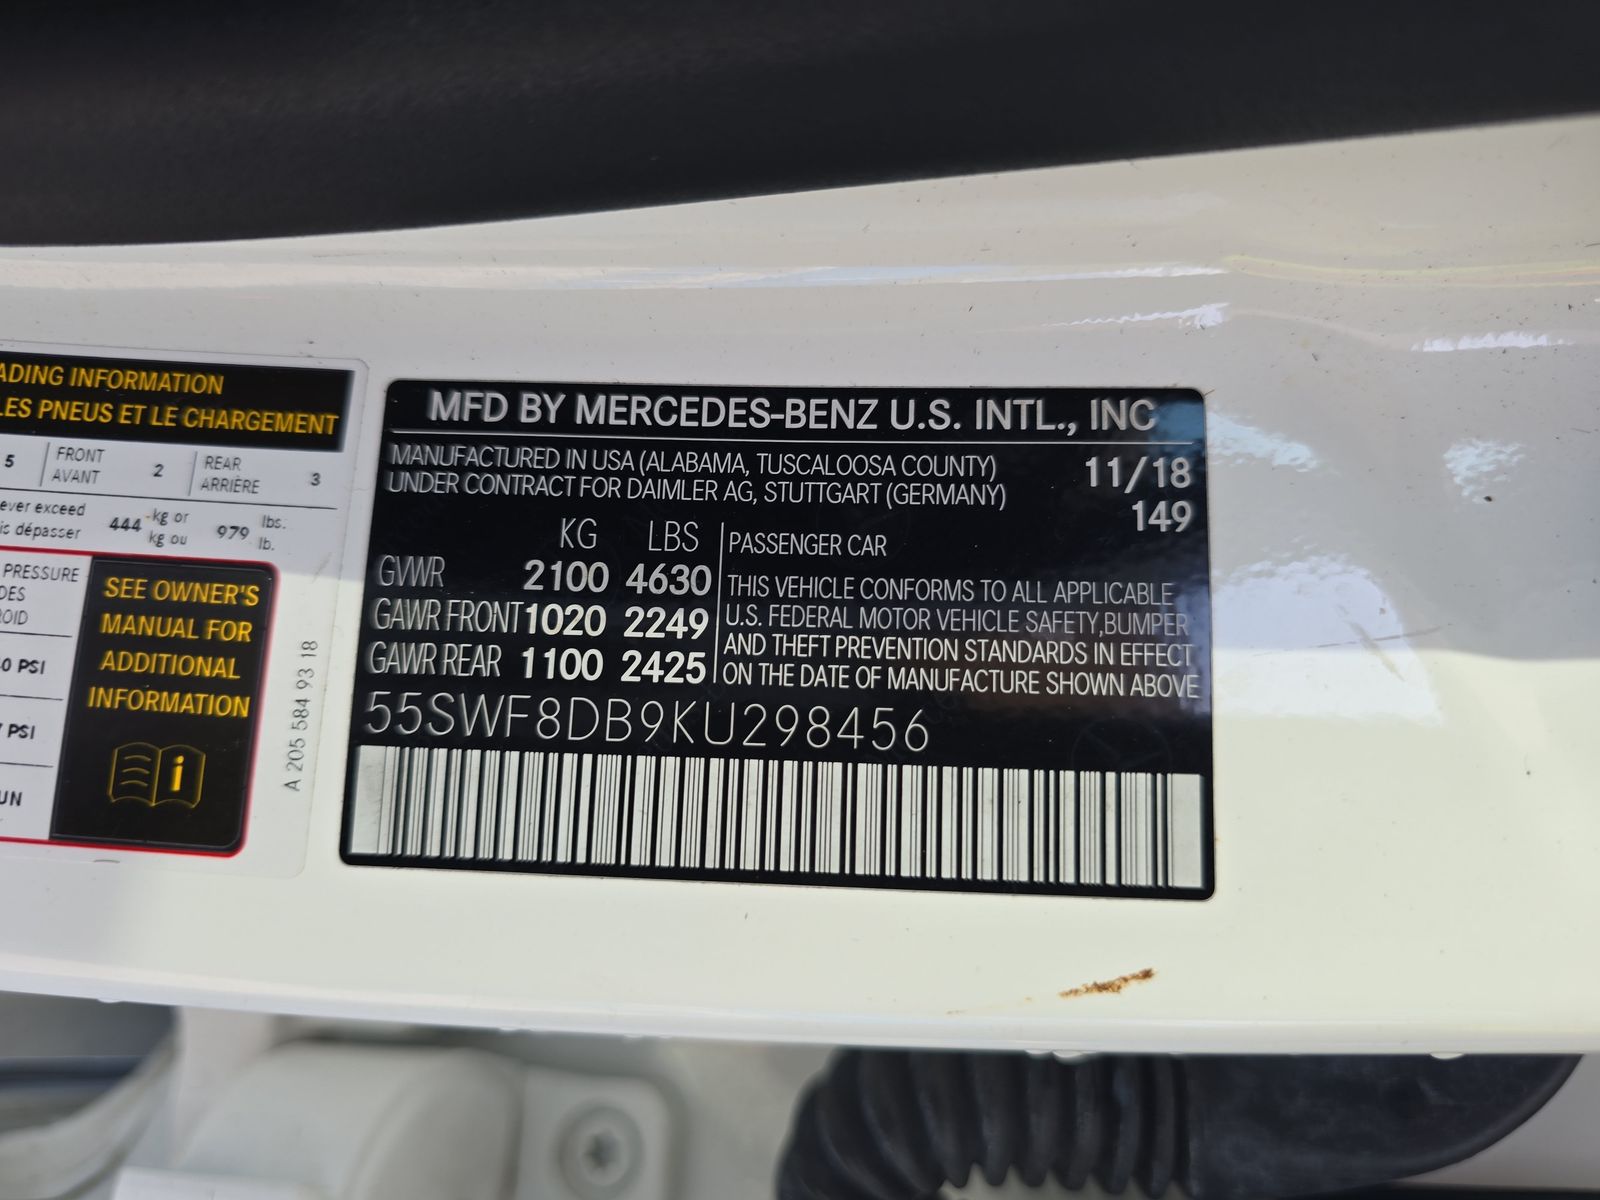 ADING INFORMATION
LES PNEUS ET LE CHARGEMENT
5 FRONT AVANT 2 REAR ARRIÈRE 3
ever exceed
is dépasser 444 kg or kg ou 979 lbs. lb.
PRESSURE
DES
OID
0 PSI
PSI
UN
SEE OWNER'S
MANUAL FOR
ADDITIONAL
INFORMATION
i
A 205 584 93 18
MFD BY MERCEDES-BENZ U.S. INTL., INC
MANUFACTURED IN USA (ALABAMA, TUSCALOOSA COUNTY) 11/18
UNDER CONTRACT FOR DAIMLER AG, STUTTGART (GERMANY) 149
KG LBS
GVWR 2100 4630
GAWR FRONT 1020 2249
GAWR REAR 1100 2425
PASSENGER CAR
THIS VEHICLE CONFORMS TO ALL APPLICABLE
U.S. FEDERAL MOTOR VEHICLE SAFETY,BUMPER
AND THEFT PREVENTION STANDARDS IN EFFECT
ON THE DATE OF MANUFACTURE SHOWN ABOVE
55SWF8DB9KU298456